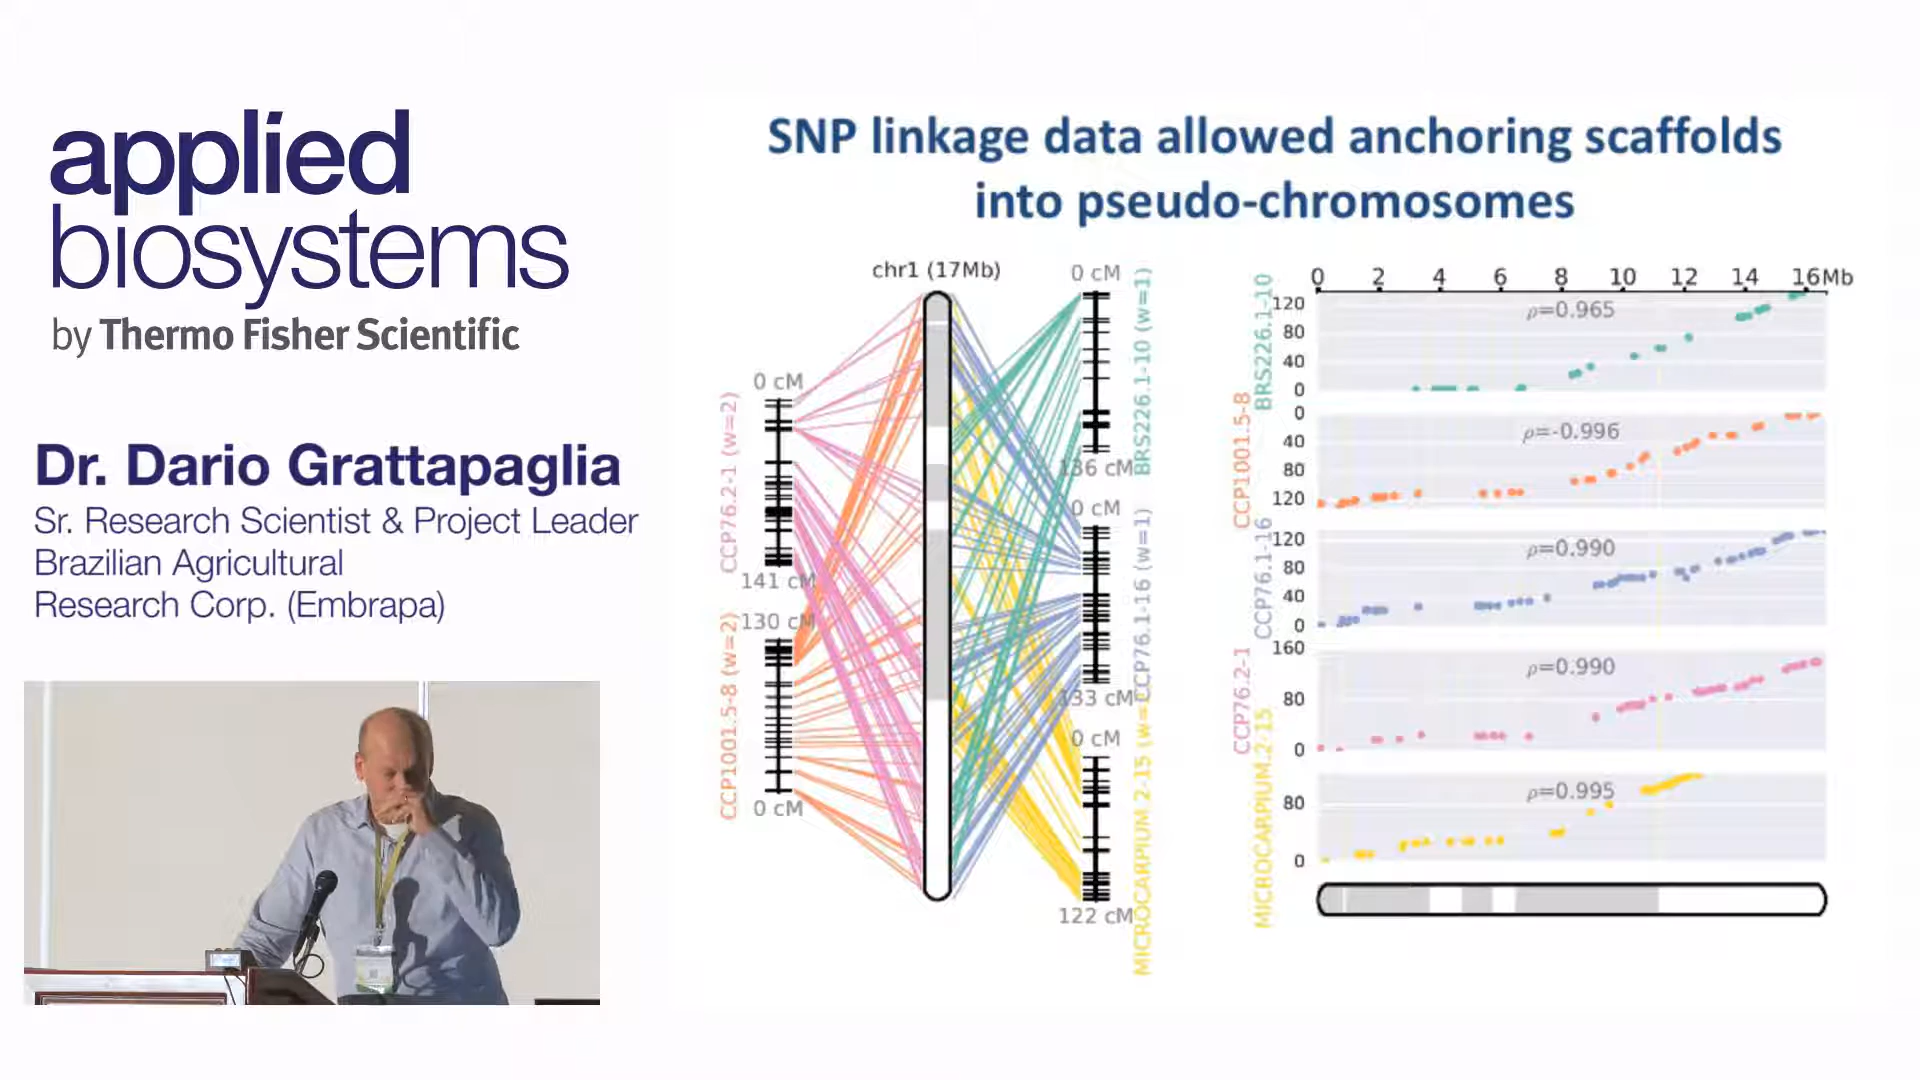 applied
biosystems
by Thermo Fisher Scientific
Dr. Dario Grattapaglia
Sr. Research Scientist & Project Leader
Brazilian Agricultural
Research Corp. (Embrapa)
SNP linkage data allowed anchoring scaffolds
into pseudo-chromosomes
chr1 (17Mb)
0 cM
CCP76.2-1 (w=2)
141 cM
130 cM
CCP1001.5-8 (w=2)
0 cM
0 cM
BRS226.1-10 (w=1)
136 cM
0 cM
CCP76.1-16 (w=1)
133 cM
0 cM
MICROCARPIUM.2-15 (w=
122 cM
0 2 4 6 8 10 12 14 16Mb
BRS226.1-10
120
80
40
0
ρ=0.965
CCP1001.5-8
0
40
80
120
ρ=-0.996
CCP76.1-16
120
80
40
0
ρ=0.990
CCP76.2-1
160
80
0
ρ=0.990
MICROCARPIUM.2-15
80
0
ρ=0.995